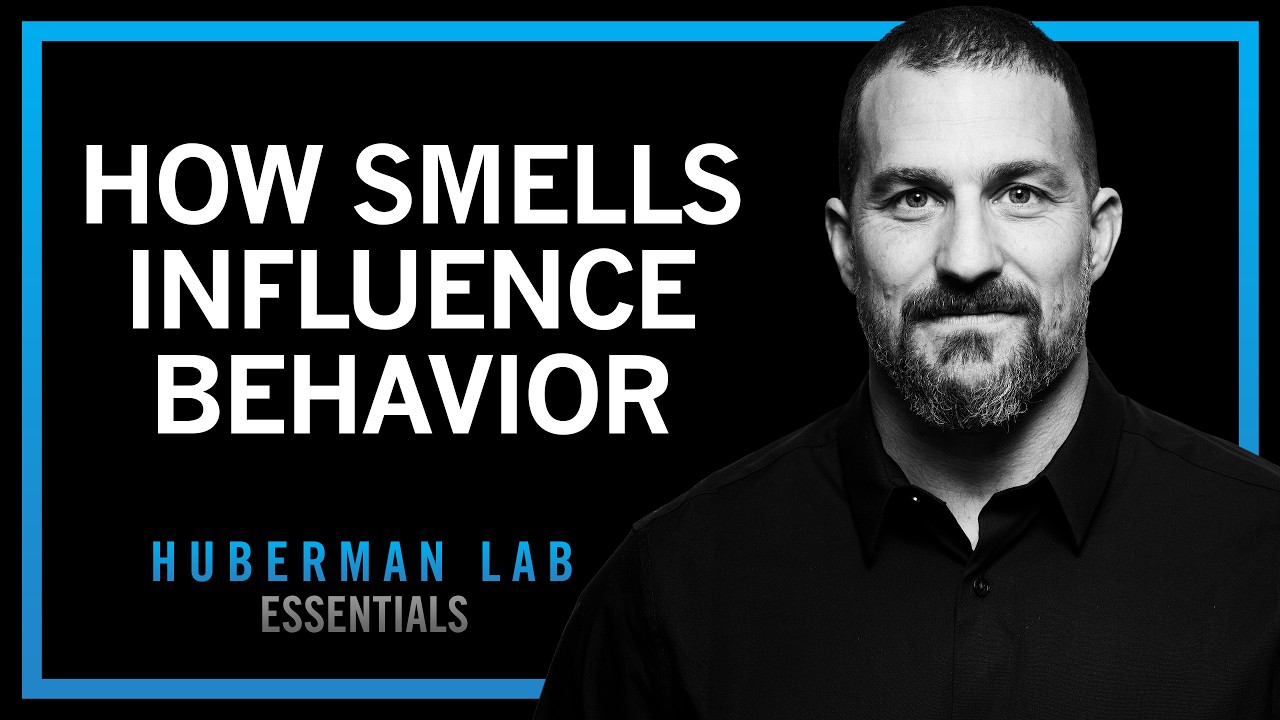 HOW SMELLS
INFLUENCE
BEHAVIOR
HUBERMAN LAB
ESSENTIALS